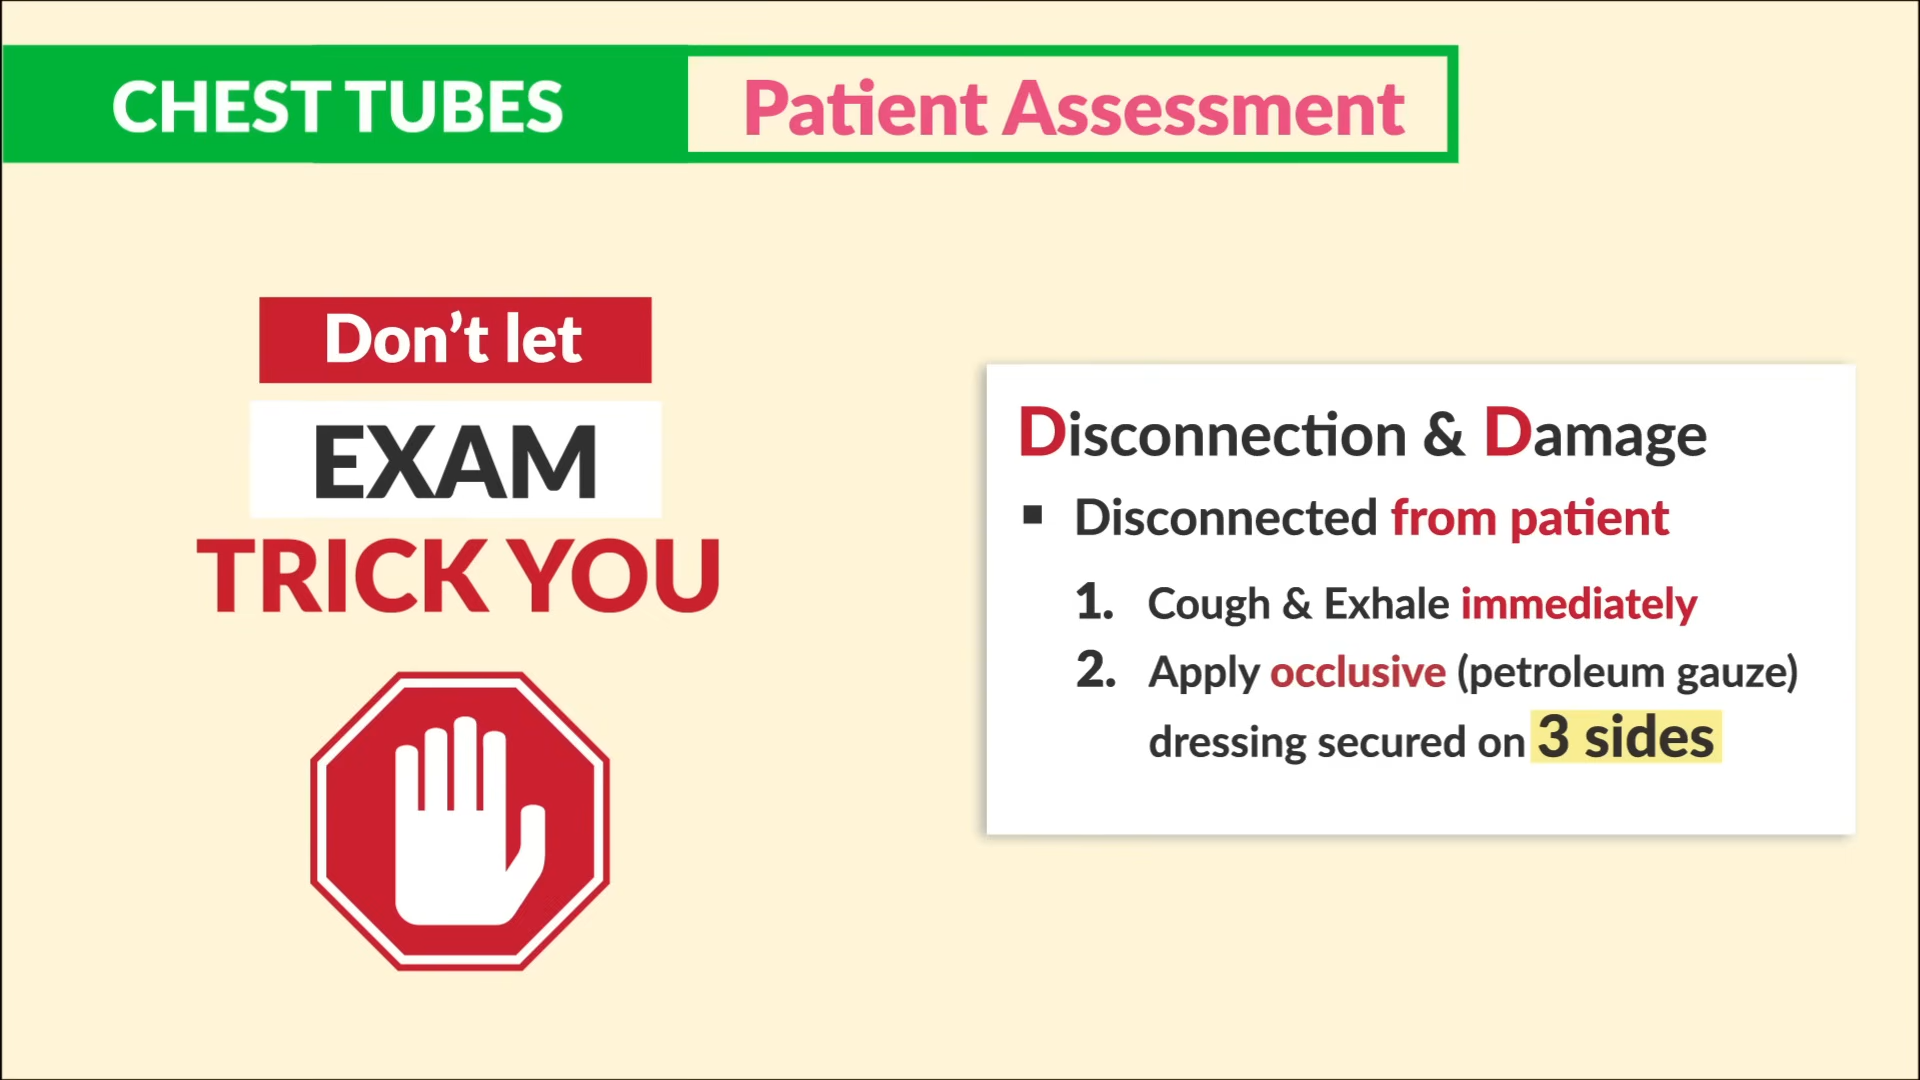 CHEST TUBES Patient Assessment
Don’t let
EXAM
TRICK YOU
Disconnection & Damage
▪ Disconnected from patient
1. Cough & Exhale immediately
2. Apply occlusive (petroleum gauze)
dressing secured on 3 sides